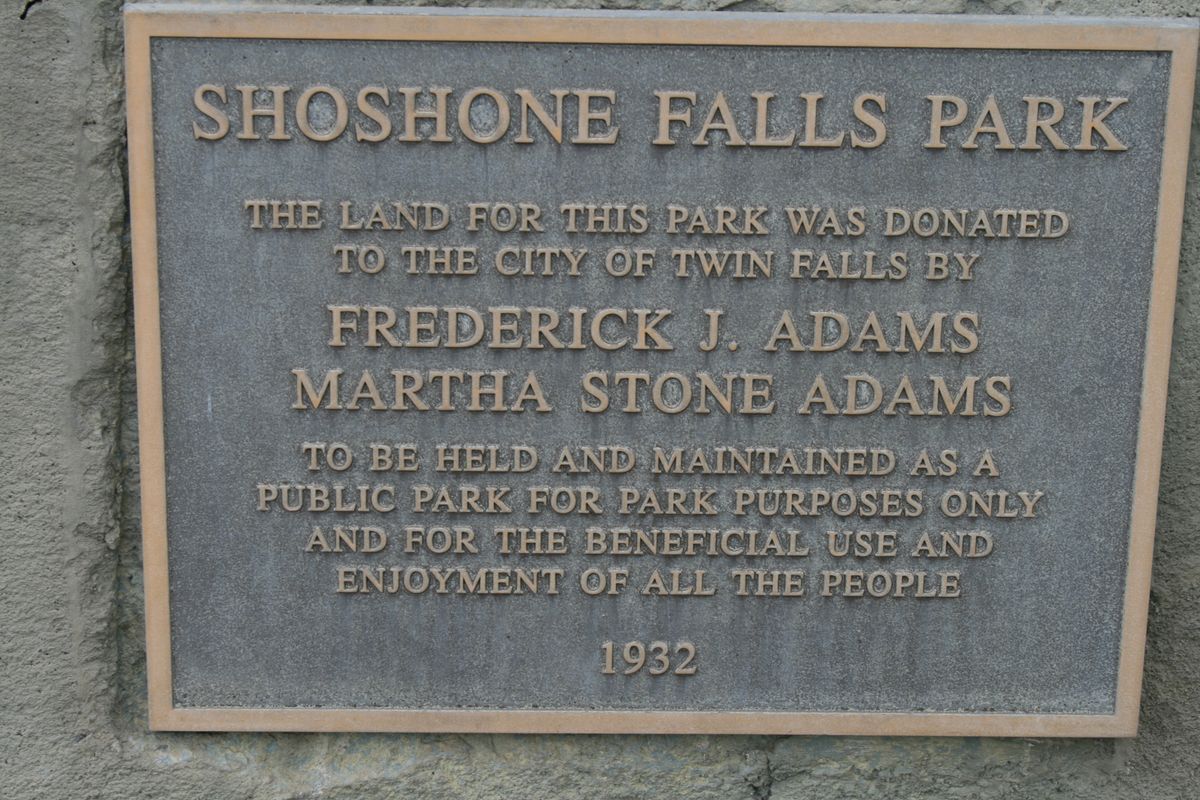 SHOSHONE FALLS PARK
THE LAND FOR THIS PARK WAS DONATED
TO THE CITY OF TWIN FALLS BY
FREDERICK J. ADAMS
MARTHA STONE ADAMS
TO BE HELD AND MAINTAINED AS A
PUBLIC PARK FOR PARK PURPOSES ONLY
AND FOR THE BENEFICIAL USE AND
ENJOYMENT OF ALL THE PEOPLE
1932